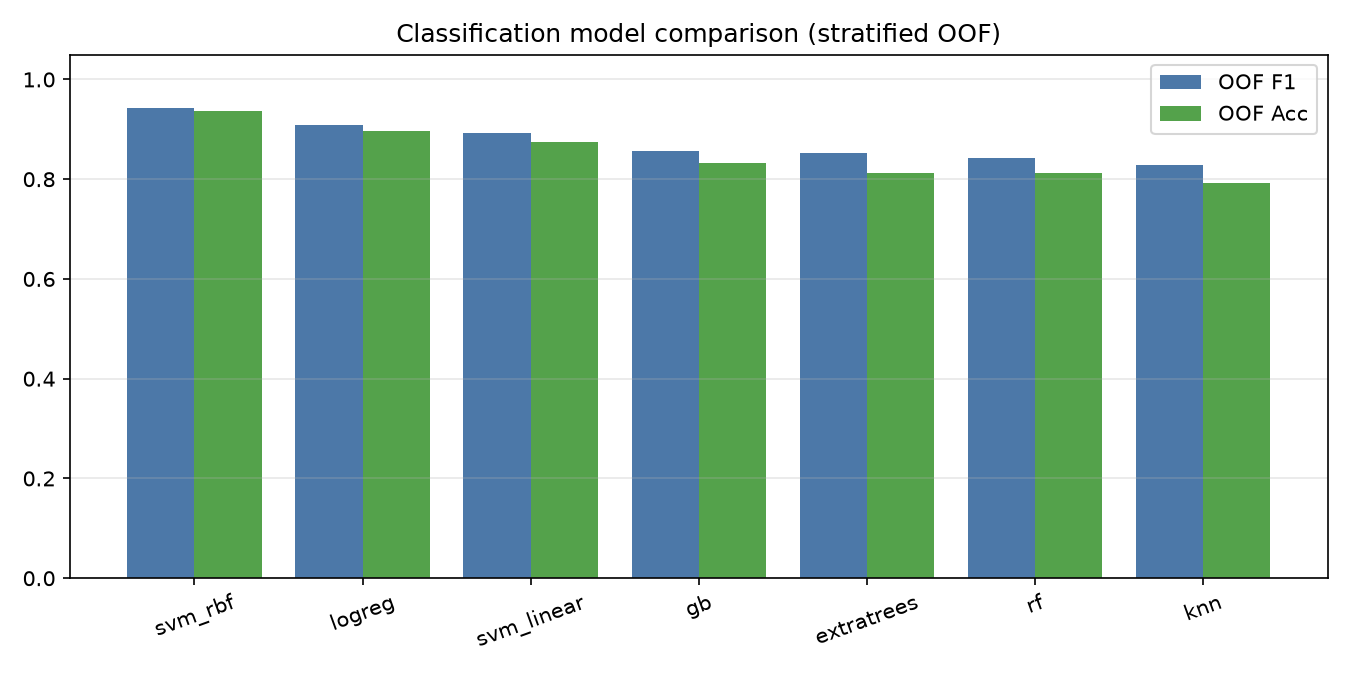 Classification model comparison (stratified OOF)
OOF F1
OOF Acc
1.0
0.8
0.6
0.4
0.2
0.0
svm_rbf
logreg
svm_linear
gb
extratrees
rf
knn